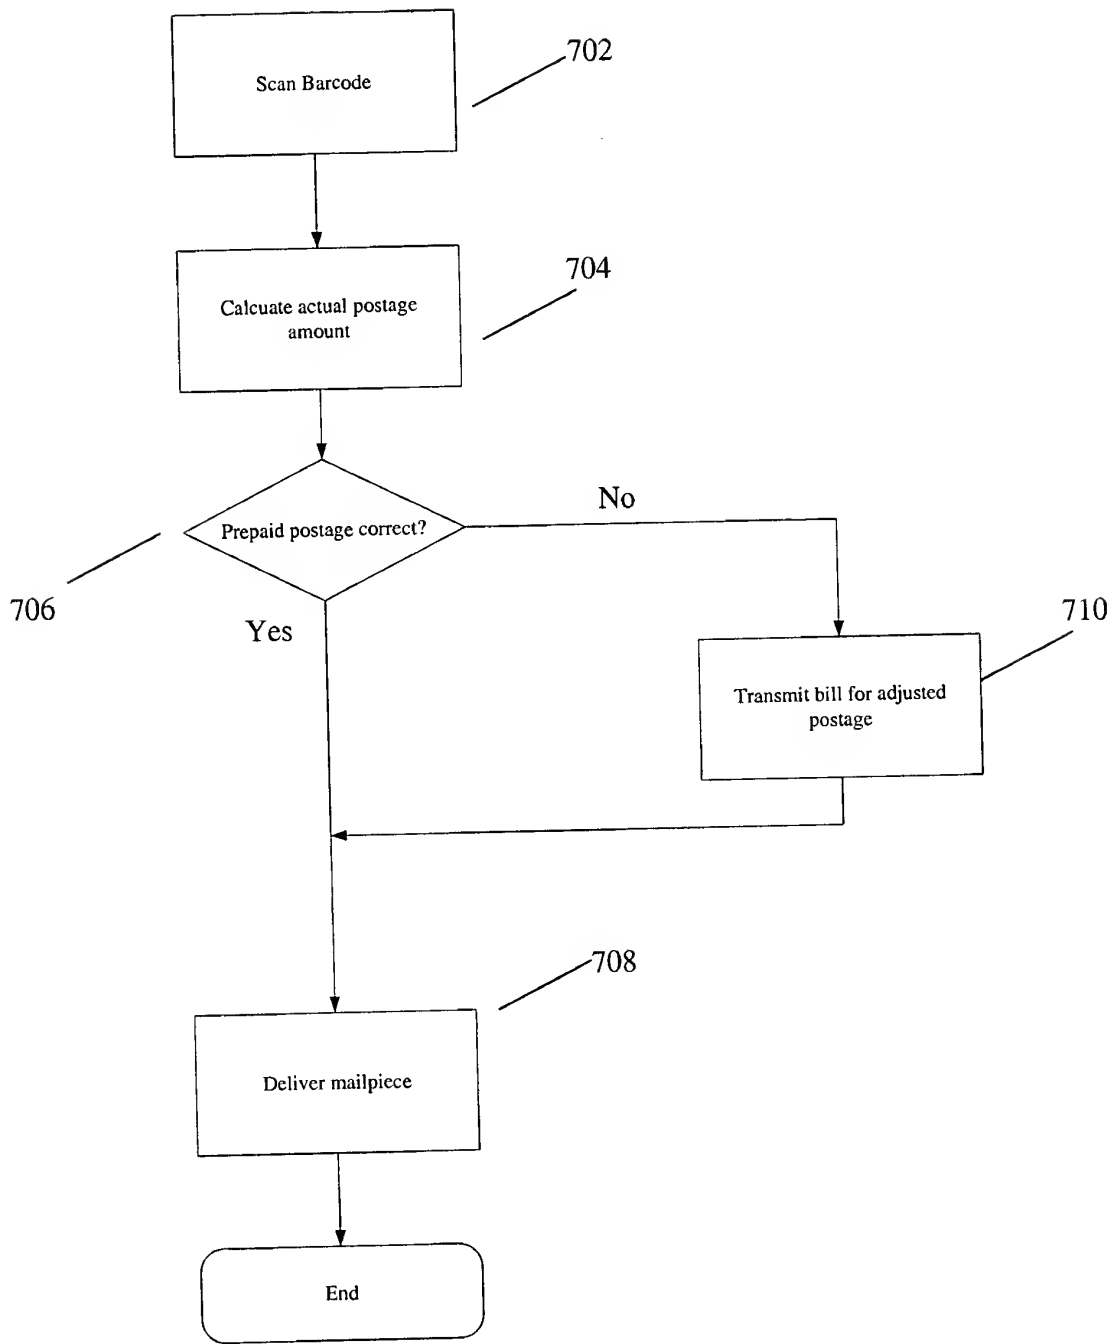 Scan Barcode
702
Calcuate actual postage
amount
704
Prepaid postage correct?
No
706
Yes
710
Transmit bill for adjusted
postage
708
Deliver mailpiece
End